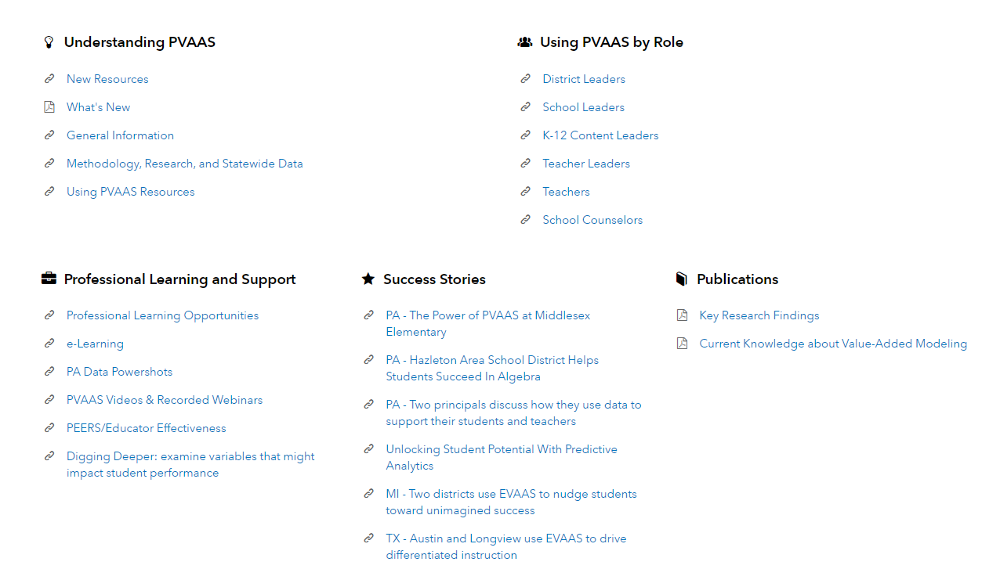 Understanding PVAAS
New Resources
What's New
General Information
Methodology, Research, and Statewide Data
Using PVAAS Resources
Using PVAAS by Role
District Leaders
School Leaders
K-12 Content Leaders
Teacher Leaders
Teachers
School Counselors
Professional Learning and Support
Professional Learning Opportunities
e-Learning
PA Data Powershots
PVAAS Videos & Recorded Webinars
PEERS/Educator Effectiveness
Digging Deeper: examine variables that might
impact student performance
Success Stories
PA - The Power of PVAAS at Middlesex
Elementary
PA - Hazleton Area School District Helps
Students Succeed In Algebra
PA - Two principals discuss how they use data to
support their students and teachers
Unlocking Student Potential With Predictive
Analytics
MI - Two districts use EVAAS to nudge students
toward unimagined success
TX - Austin and Longview use EVAAS to drive
differentiated instruction
Publications
Key Research Findings
Current Knowledge about Value-Added Modeling